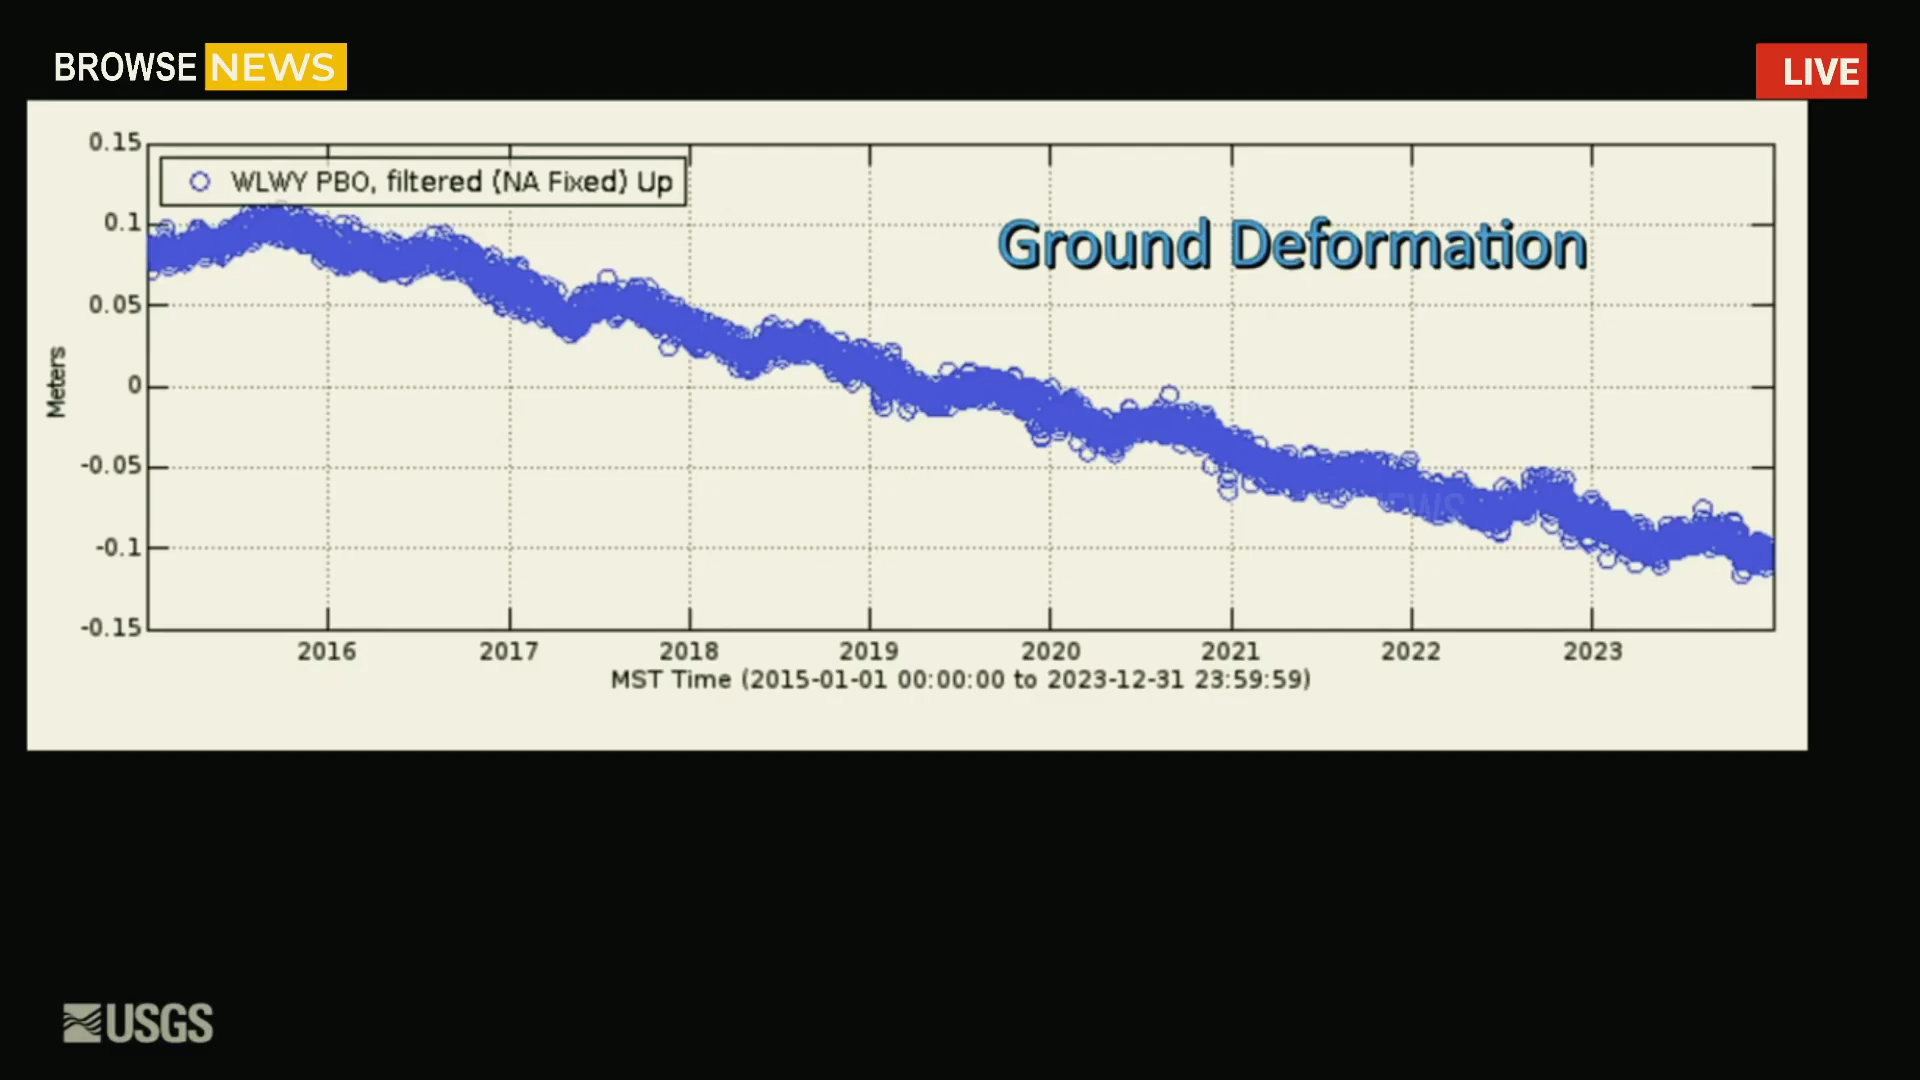 BROWSE NEWS
LIVE
0.15
WLWY PBO, filtered (NA Fixed) Up
0.1
Ground Deformation
0.05
Meters
0
-0.05
-0.1
-0.15
2016 2017 2018 2019 2020 2021 2022 2023
MST Time (2015-01-01 00:00:00 to 2023-12-31 23:59:59)
USGS